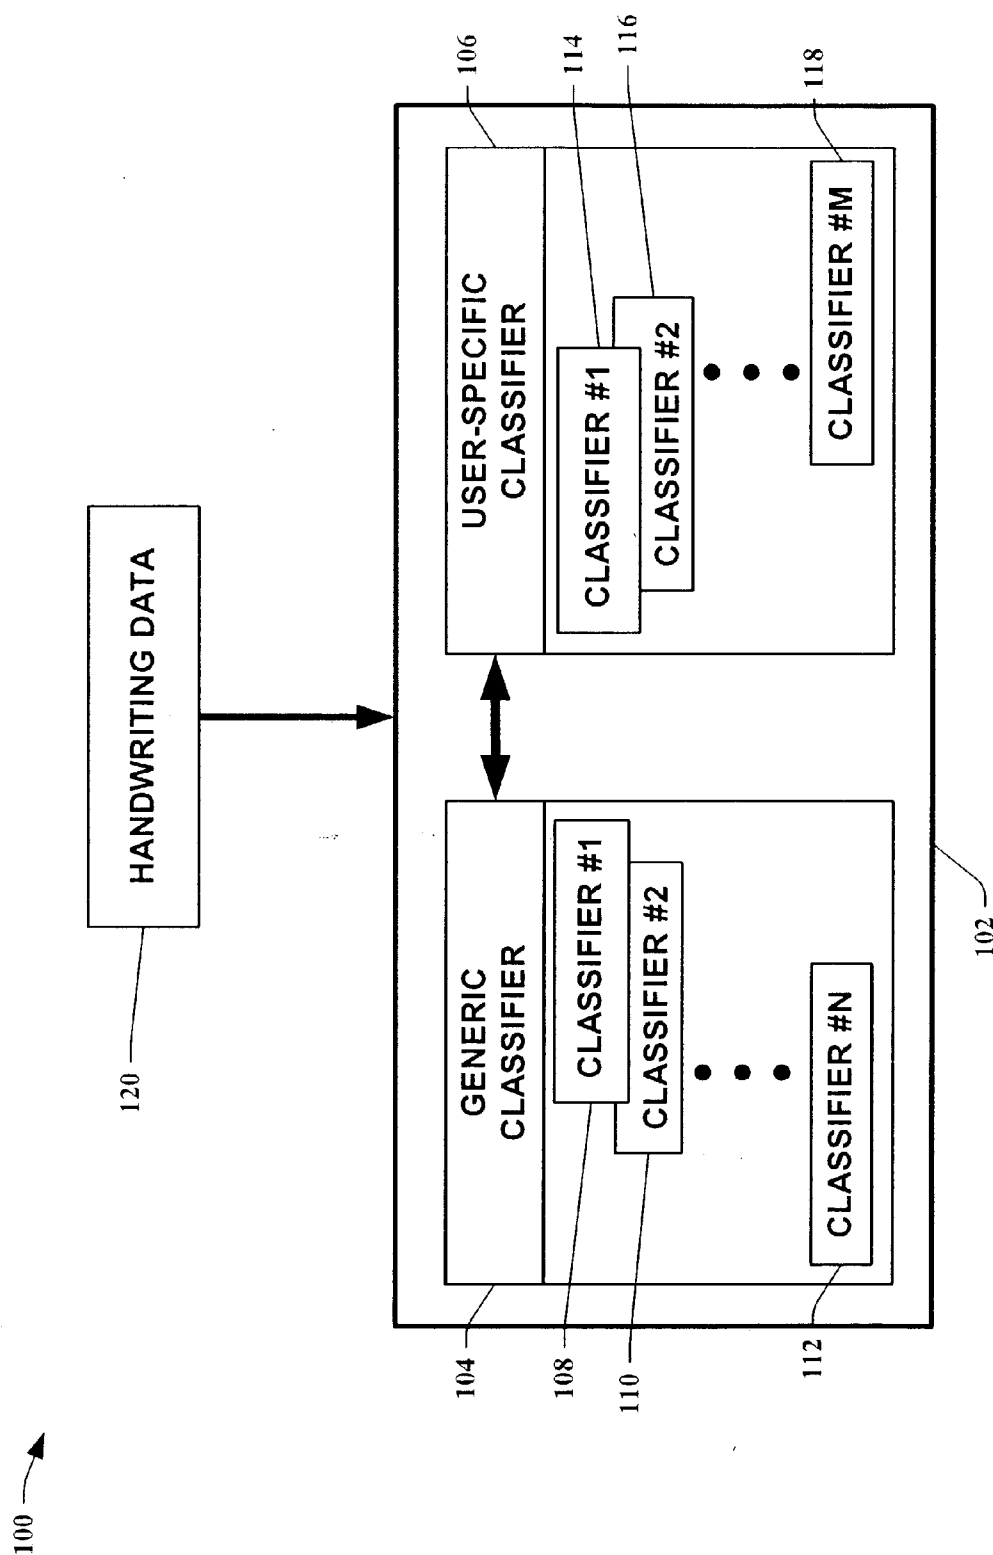 100
HANDWRITING DATA
120
GENERIC
CLASSIFIER
104
CLASSIFIER #1
108
CLASSIFIER #2
110
CLASSIFIER #N
112
USER-SPECIFIC
CLASSIFIER
106
CLASSIFIER #1
114
CLASSIFIER #2
116
CLASSIFIER #M
118
102